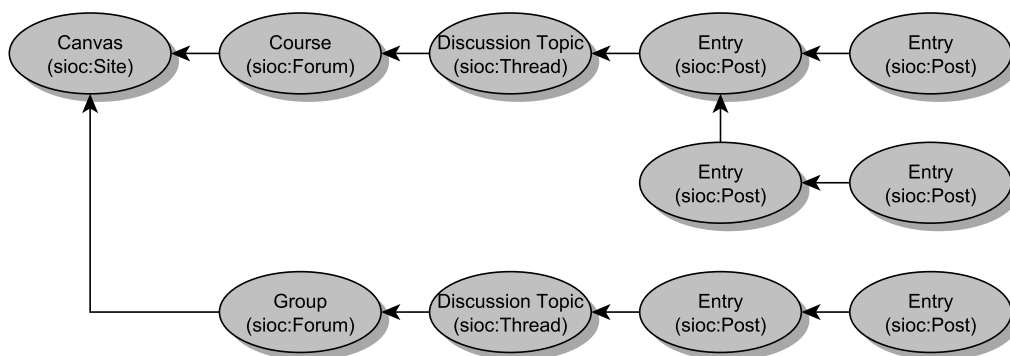 Canvas
(sioc:Site)
Course
(sioc:Forum)
Discussion Topic
(sioc:Thread)
Entry
(sioc:Post)
Entry
(sioc:Post)
Entry
(sioc:Post)
Entry
(sioc:Post)
Group
(sioc:Forum)
Discussion Topic
(sioc:Thread)
Entry
(sioc:Post)
Entry
(sioc:Post)